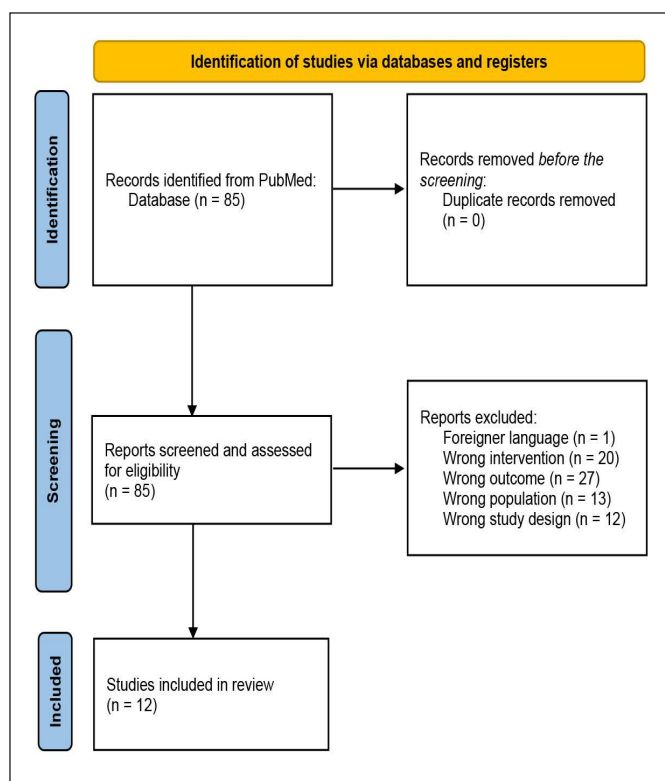 Identification of studies via databases and registers
Identification
Records identified from PubMed:
Database (n = 85)
Records removed before the
screening:
Duplicate records removed
(n = 0)
Screening
Reports screened and assessed
for eligibility
(n = 85)
Reports excluded:
Foreigner language (n = 1)
Wrong intervention (n = 20)
Wrong outcome (n = 27)
Wrong population (n = 13)
Wrong study design (n = 12)
Included
Studies included in review
(n = 12)